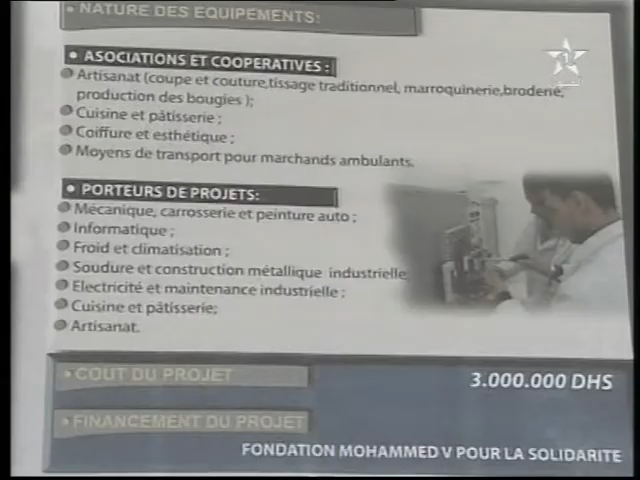 • NATURE DES EQUIPEMENTS:
• ASOCIATIONS ET COOPERATIVES :
Artisanat (coupe et couture,tissage traditionnel, marroquinerie,broderie,
production des bougies );
Cuisine et pâtisserie ;
Coiffure et esthétique ;
Moyens de transport pour marchands ambulants.
• PORTEURS DE PROJETS:
Mécanique, carrosserie et peinture auto ;
Informatique ;
Froid et climatisation ;
Soudure et construction métallique industrielle
Electricité et maintenance industrielle ;
Cuisine et pâtisserie;
Artisanat.
• COUT DU PROJET
3.000.000 DHS
• FINANCEMENT DU PROJET
FONDATION MOHAMMED V POUR LA SOLIDARITE